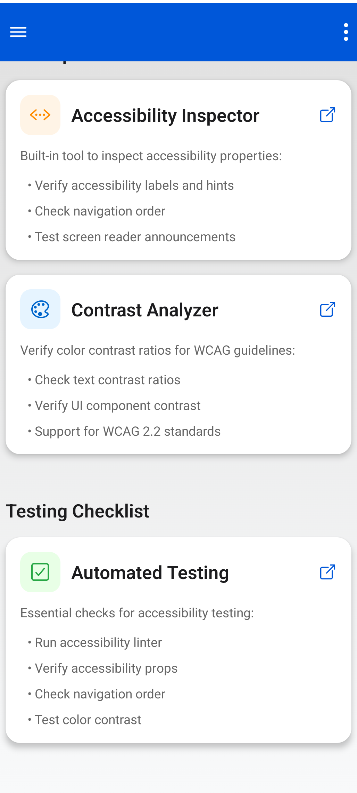 Accessibility Inspector
Built-in tool to inspect accessibility properties:
• Verify accessibility labels and hints
• Check navigation order
• Test screen reader announcements
Contrast Analyzer
Verify color contrast ratios for WCAG guidelines:
• Check text contrast ratios
• Verify UI component contrast
• Support for WCAG 2.2 standards
Testing Checklist
Automated Testing
Essential checks for accessibility testing:
• Run accessibility linter
• Verify accessibility props
• Check navigation order
• Test color contrast